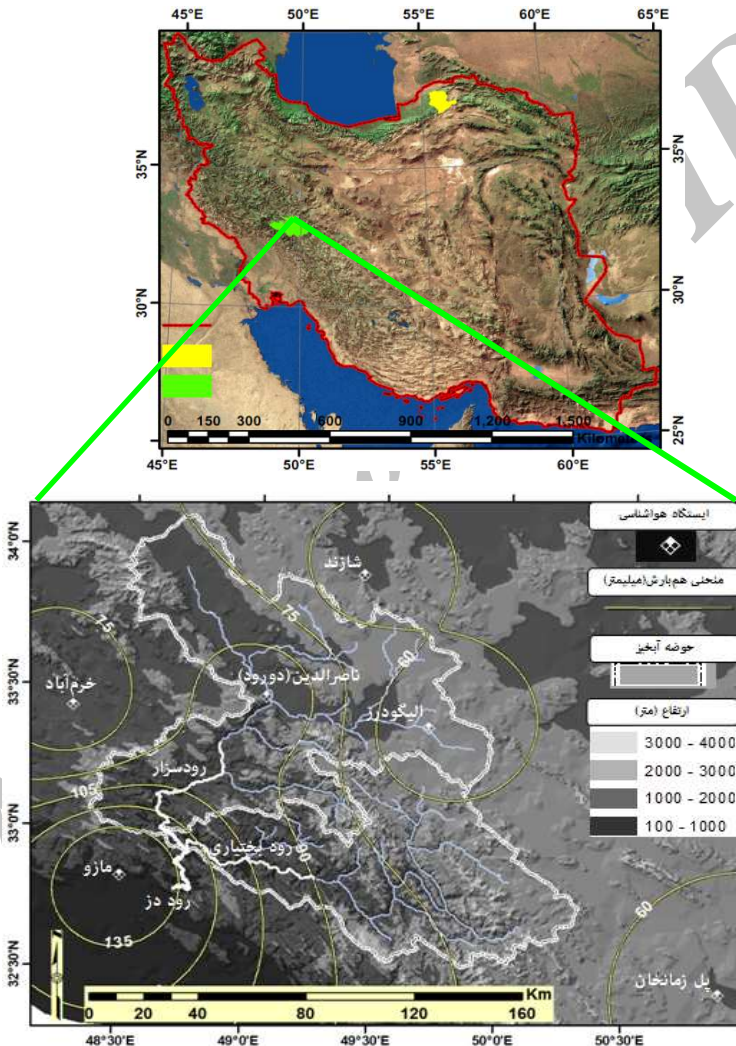 45°E 50°E 55°E 60°E 65°E
35°N 35°N
30°N 30°N
25°N
0 150 300 600 900 1,200 1,500
45°E 50°E 55°E 60°E
34°0'N
33°30'N
33°0'N
32°30'N
ایستگاه هواشناسی
منحنی هم‌بارش(میلیمتر)
حوضه آبخیز
ارتفاع (متر)
3000 - 4000
2000 - 3000
1000 - 2000
100 - 1000
شازند
75
75
60
ناصرالدین(دورود)
خرم‌آباد
الیگودرز
رودسزار
105
رود بختیاری
مازو
رود دز
135
60
پل زمانخان
Km
0 10 20 40 80 120 160
48°30'E 49°0'E 49°30'E 50°0'E 50°30'E